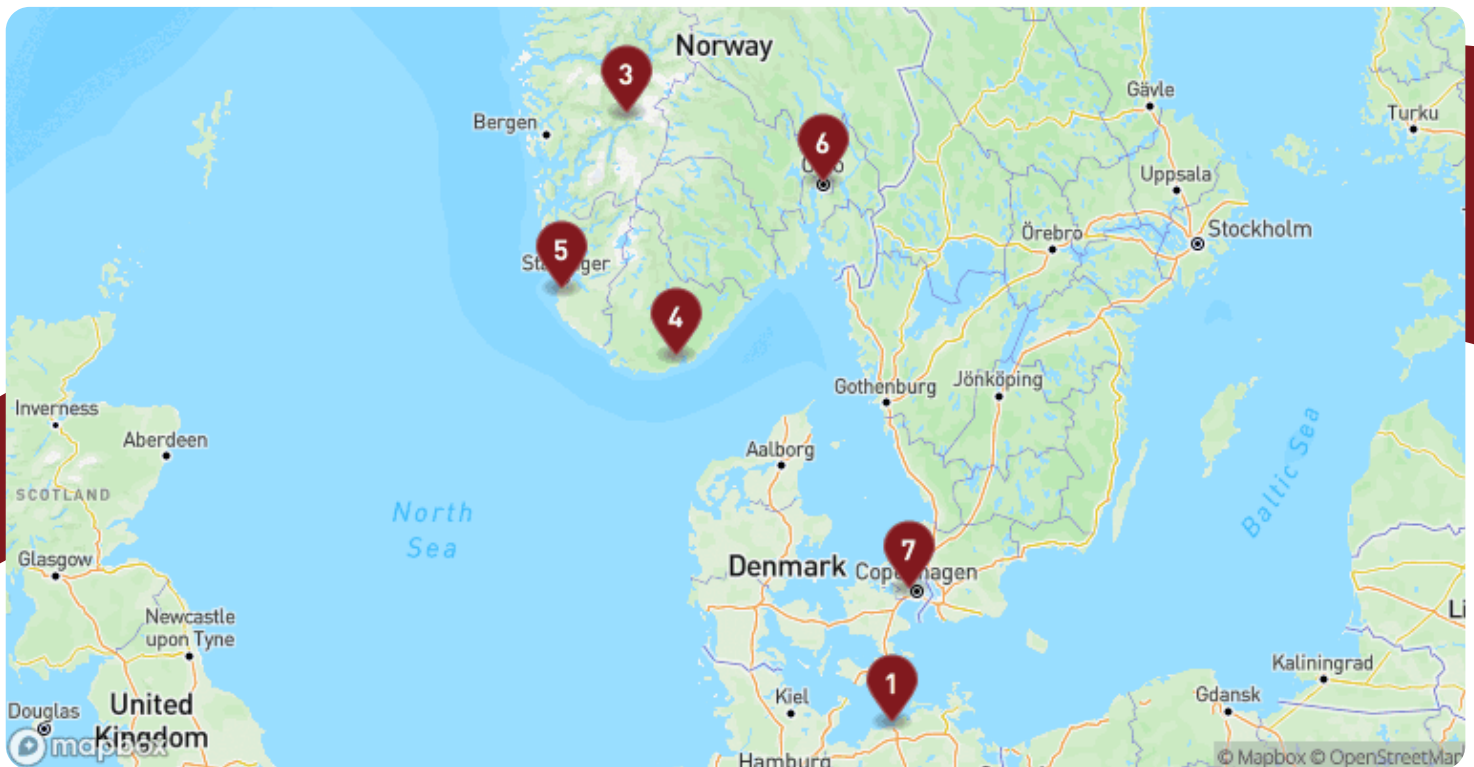 Norway
3
Gävle
Turku
Bergen
6
Uppsala
Örebro
Stockholm
5
4
Gothenburg
Jönköping
Inverness
Aberdeen
Aalborg
SCOTLAND
North
Sea
Baltic Sea
7
Glasgow
Denmark
Newcastle
upon Tyne
Kaliningrad
1
Gdansk
Kiel
Douglas
United
Kingdom
mapbox
Hamburg
© Mapbox © OpenStreetMap